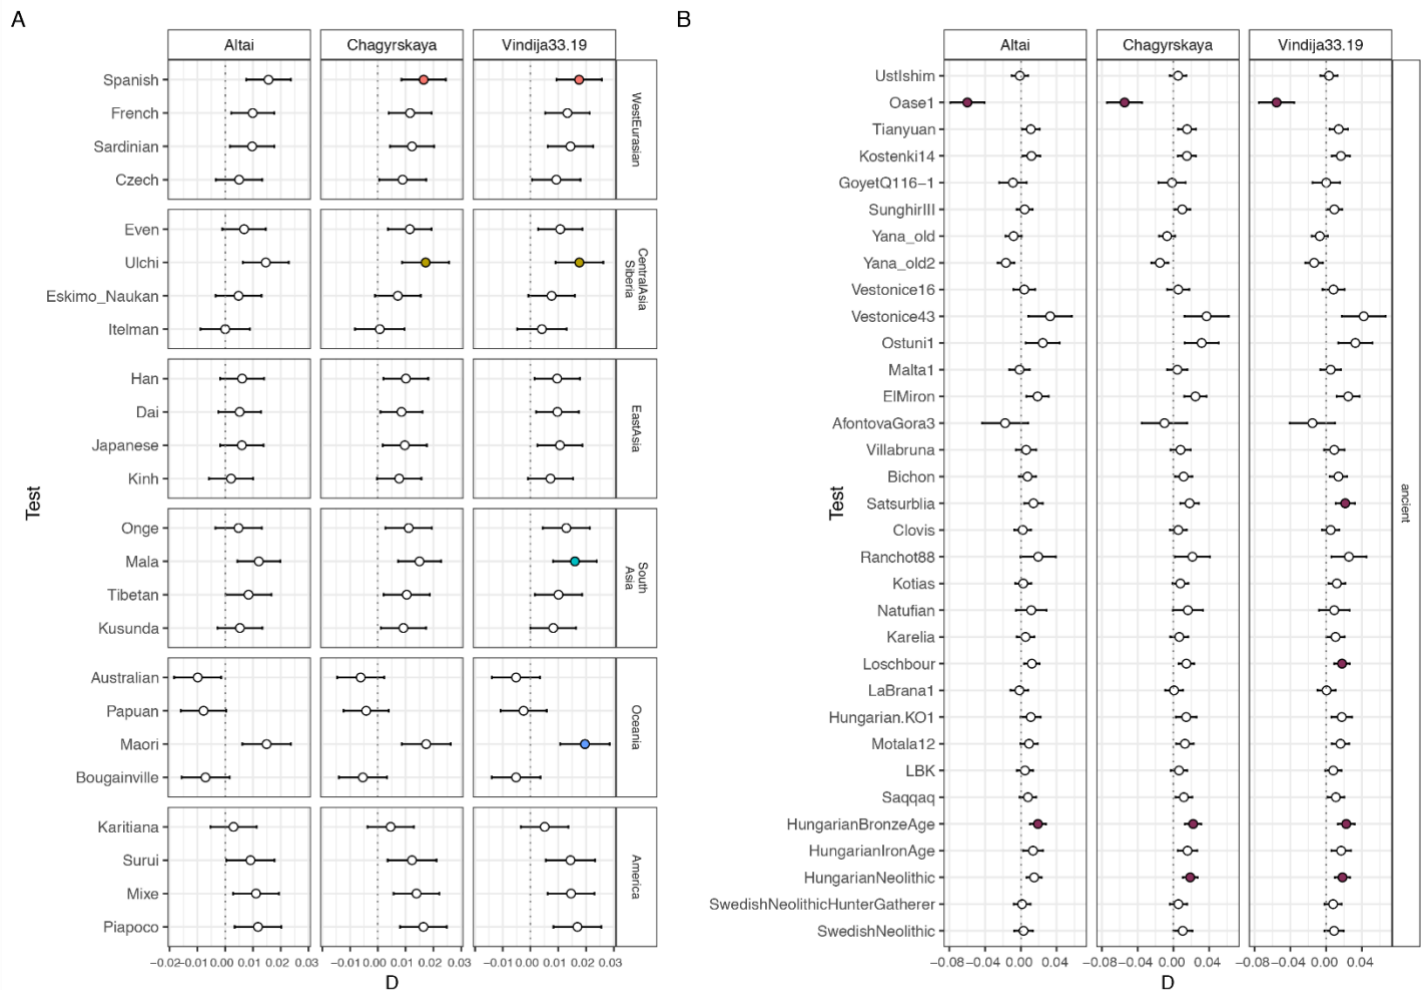 A
Altai
Chagyrskaya
Vindija33.19
Spanish
French
Sardinian
Czech
WestEurasian
Even
Ulchi
Eskimo_Naukan
Itelman
CentralAsia
Siberia
Han
Dai
Japanese
Kinh
EastAsia
Test
Onge
Mala
Tibetan
Kusunda
South
Asia
Australian
Papuan
Maori
Bougainville
Oceania
Karitiana
Surui
Mixe
Piapoco
America
−0.02−0.01 0.00 0.01 0.02 0.03
−0.01 0.00 0.01 0.02 0.03
−0.01 0.00 0.01 0.02 0.03
D
B
Altai
Chagyrskaya
Vindija33.19
UstIshim
Oase1
Tianyuan
Kostenki14
GoyetQ116−1
SunghirIII
Yana_old
Yana_old2
Vestonice16
Vestonice43
Ostuni1
Malta1
ElMiron
AfontovaGora3
Villabruna
Bichon
Satsurblia
Clovis
Ranchot88
Kotias
Natufian
Karelia
Loschbour
LaBrana1
Hungarian.KO1
Motala12
LBK
Saqqaq
HungarianBronzeAge
HungarianIronAge
HungarianNeolithic
SwedishNeolithicHunterGatherer
SwedishNeolithic
Test
ancient
−0.08−0.04 0.00 0.04
−0.08−0.04 0.00 0.04
−0.08−0.04 0.00 0.04
D